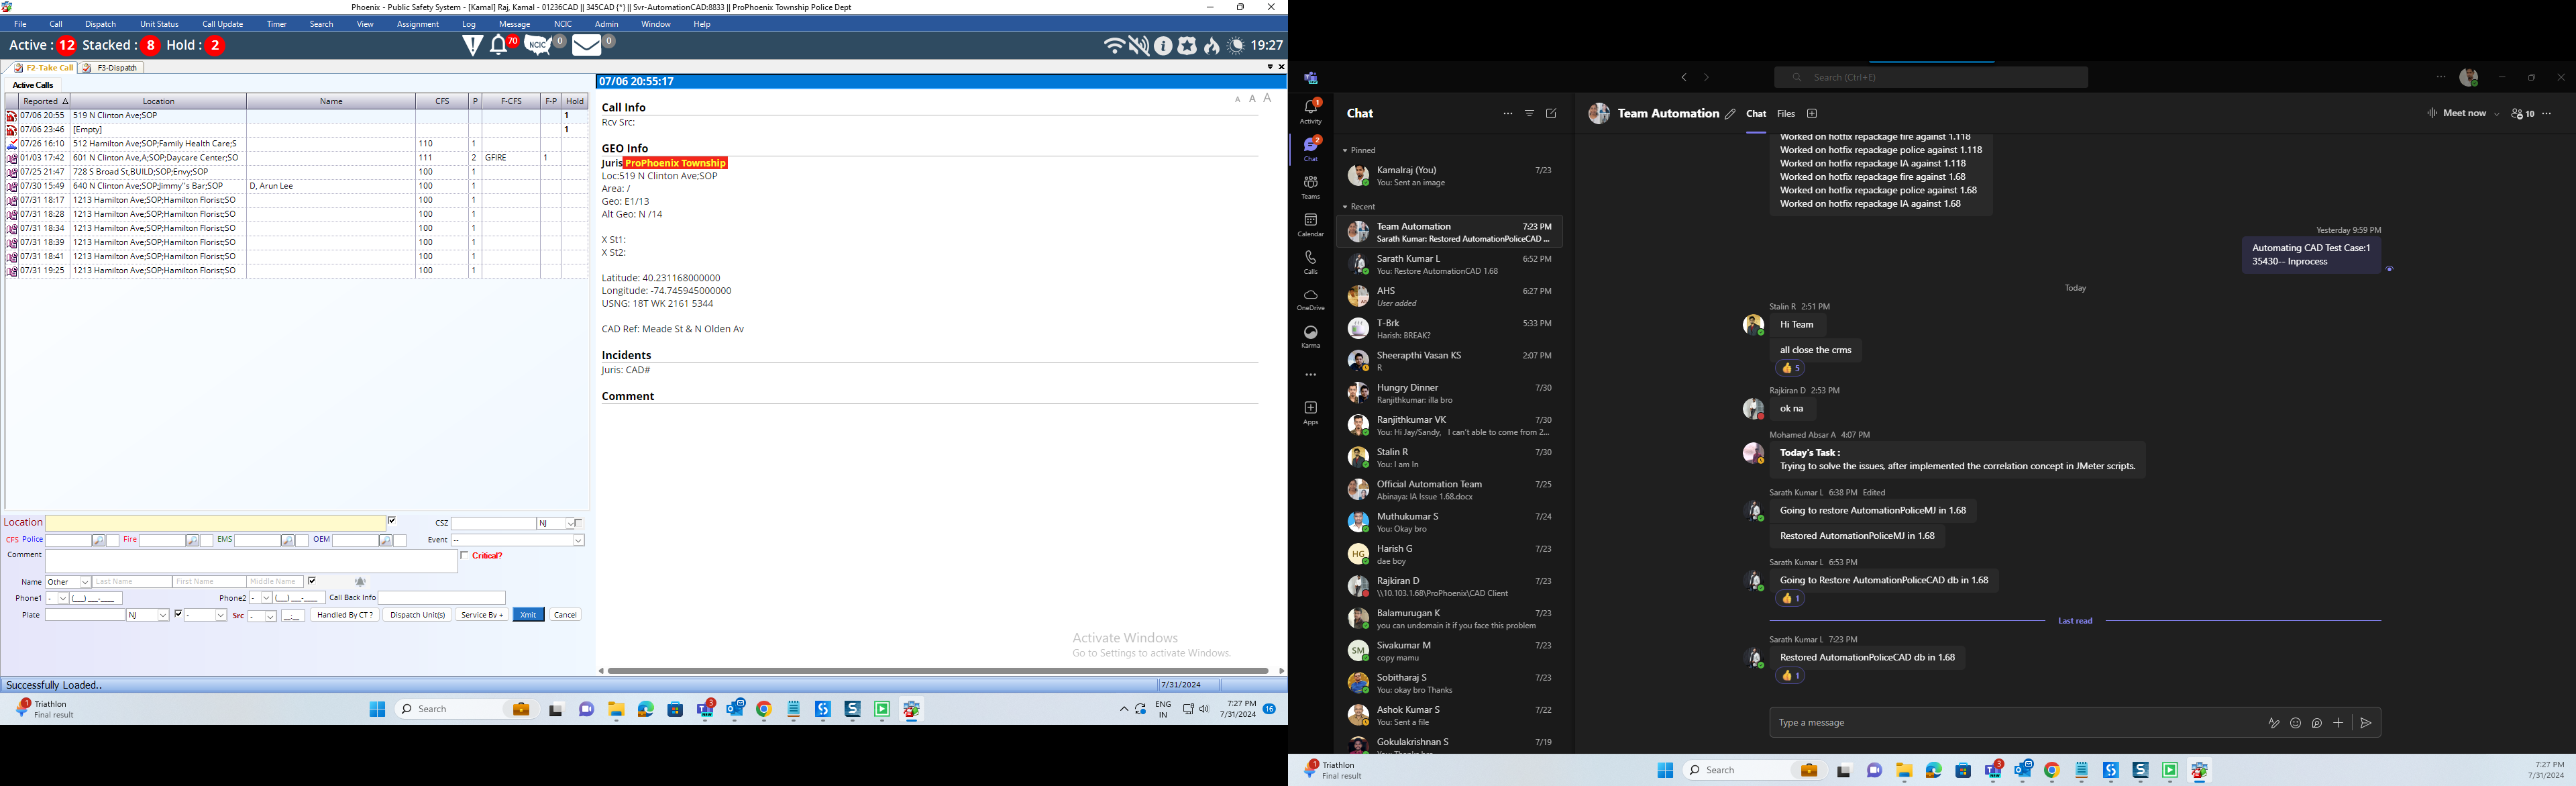 Phoenix - Public Safety System - [Kamal] Raj, Kamal - 01236CAD || 345CAD (*) || Svr-AutomationCAD:8833 || ProPhoenix Township Police Dept
File Call Dispatch Unit Status Call Update Timer Search View Assignment Log Message NCIC Admin Window Help
Active : 12 Stacked : 8 Hold : 2
70 NCIC 0 0
19:27
F2-Take Call F3-Dispatch
Active Calls
Reported Location Name CFS P F-CFS F-P Hold
07/06 20:55 519 N Clinton Ave;SOP 1
07/06 23:46 [Empty] 1
07/26 16:10 512 Hamilton Ave;SOP;Family Health Care;S 110 1
01/03 17:42 601 N Clinton Ave,A;SOP;Daycare Center;SO 111 2 GFIRE 1
07/25 21:47 728 S Broad St,BUILD;SOP;Envy;SOP 100 1
07/30 15:49 640 N Clinton Ave;SOP;Jimmy''s Bar;SOP D, Arun Lee 100 1
07/31 18:17 1213 Hamilton Ave;SOP;Hamilton Florist;SO 100 1
07/31 18:28 1213 Hamilton Ave;SOP;Hamilton Florist;SO 100 1
07/31 18:34 1213 Hamilton Ave;SOP;Hamilton Florist;SO 100 1
07/31 18:39 1213 Hamilton Ave;SOP;Hamilton Florist;SO 100 1
07/31 18:41 1213 Hamilton Ave;SOP;Hamilton Florist;SO 100 1
07/31 19:25 1213 Hamilton Ave;SOP;Hamilton Florist;SO 100 1
Location CSZ NJ
CFS Police Fire EMS OEM Event --
Comment Critical?
Name Other Last Name First Name Middle Name
Phone1 - (__) ___-____ Phone2 - (__) ___-____ Call Back Info
Plate NJ - Src - __.__ Handled By CT ? Dispatch Unit(s) Service By + Xmit Cancel
07/06 20:55:17
A A A
Call Info
Rcv Src:
GEO Info
Juris ProPhoenix Township
Loc:519 N Clinton Ave;SOP
Area: /
Geo: E1/13
Alt Geo: N /14
X St1:
X St2:
Latitude: 40.231168000000
Longitude: -74.745945000000
USNG: 18T WK 2161 5344
CAD Ref: Meade St & N Olden Av
Incidents
Juris: CAD#
Comment
Activate Windows
Go to Settings to activate Windows.
Successfully Loaded.. 7/31/2024
1 Triathlon
Final result
Search
3
ENG
IN
7:27 PM
7/31/2024
16
Search (Ctrl+E)
1
Activity
2
Chat
Teams
Calendar
Calls
OneDrive
Karma
Apps
Chat
Pinned
Kamalraj (You) 7/23
You: Sent an image
Recent
Team Automation 7:23 PM
Sarath Kumar: Restored AutomationPoliceCAD ...
Sarath Kumar L 6:52 PM
You: Restore AutomationCAD 1.68
AHS 6:27 PM
User added
T-Brk 5:33 PM
Harish: BREAK?
Sheerapthi Vasan KS 2:07 PM
R
Hungry Dinner 7/30
Ranjithkumar: illa bro
Ranjithkumar VK 7/30
You: Hi Jay/Sandy, I can't able to come from 2...
Stalin R 7/30
You: I am In
Official Automation Team 7/25
Abinaya: IA Issue 1.68.docx
Muthukumar S 7/24
You: Okay bro
HG Harish G 7/23
dae boy
Rajkiran D 7/23
\\10.103.1.68\ProPhoenix\CAD Client
Balamurugan K 7/23
you can undomain it if you face this problem
SM Sivakumar M 7/23
copy mamu
Sobitharaj S 7/23
You: okay bro Thanks
Ashok Kumar S 7/22
You: Sent a file
Gokulakrishnan S 7/19
Team Automation Chat Files
Meet now 10
Worked on hotfix repackage fire against 1.118
Worked on hotfix repackage police against 1.118
Worked on hotfix repackage IA against 1.118
Worked on hotfix repackage fire against 1.68
Worked on hotfix repackage police against 1.68
Worked on hotfix repackage IA against 1.68
Yesterday 9:59 PM
Automating CAD Test Case:1
35430-- Inprocess
Today
Stalin R 2:51 PM
Hi Team
all close the crms
5
Rajkiran D 2:53 PM
ok na
Mohamed Absar A 4:07 PM
Today's Task :
Trying to solve the issues, after implemented the correlation concept in JMeter scripts.
Sarath Kumar L 6:38 PM Edited
Going to restore AutomationPoliceMJ in 1.68
Restored AutomationPoliceMJ in 1.68
Sarath Kumar L 6:53 PM
Going to Restore AutomationPoliceCAD db in 1.68
1
Last read
Sarath Kumar L 7:23 PM
Restored AutomationPoliceCAD db in 1.68
1
Type a message
1 Triathlon
Final result
Search
3
7:27 PM
7/31/2024